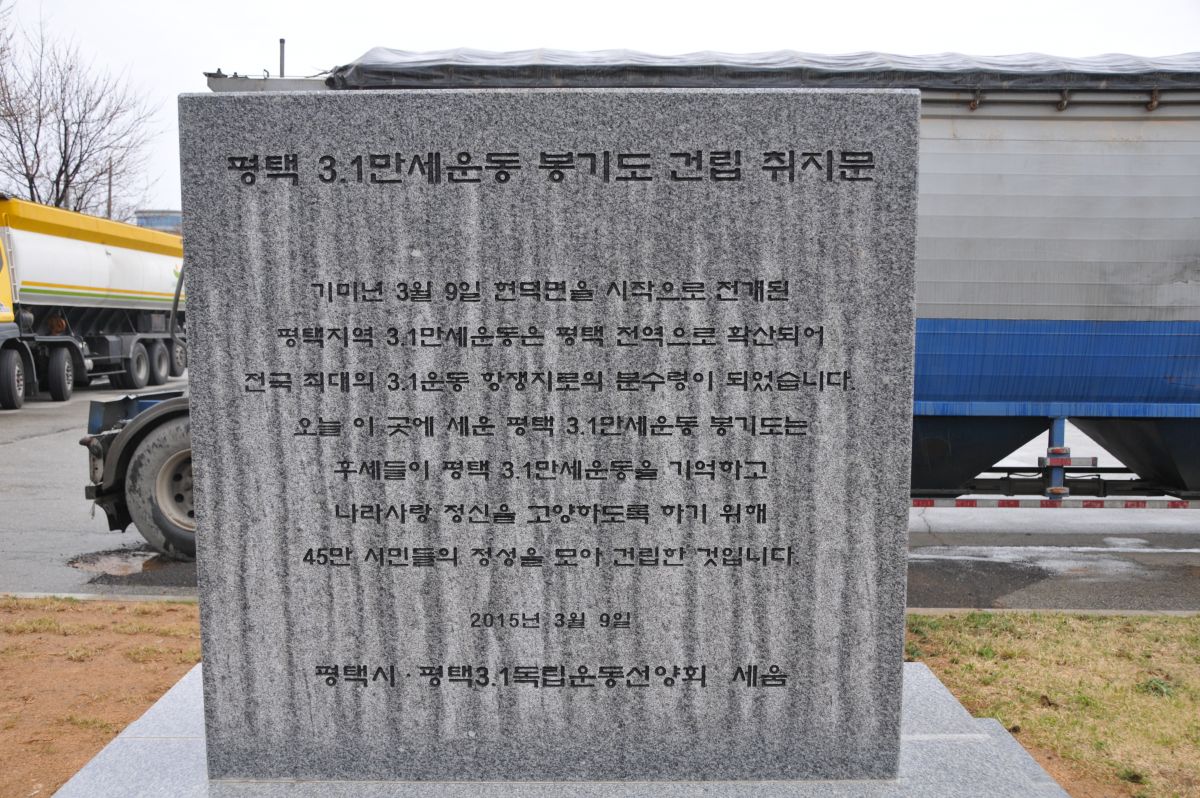 평택 3.1만세운동 봉기도 건립 취지문
기미년 3월 9일 현덕면을 시작으로 전개된
평택지역 3.1만세운동은 평택 전역으로 확산되어
전국 최대의 3.1운동 항쟁지로의 분수령이 되었습니다.
오늘 이 곳에 세운 평택 3.1만세운동 봉기도는
후세들이 평택 3.1만세운동을 기억하고
나라사랑 정신을 고양하도록 하기 위해
45만 시민들의 정성을 모아 건립한 것입니다.
2015년 3월 9일
평택시 · 평택3.1독립운동선양회 세움